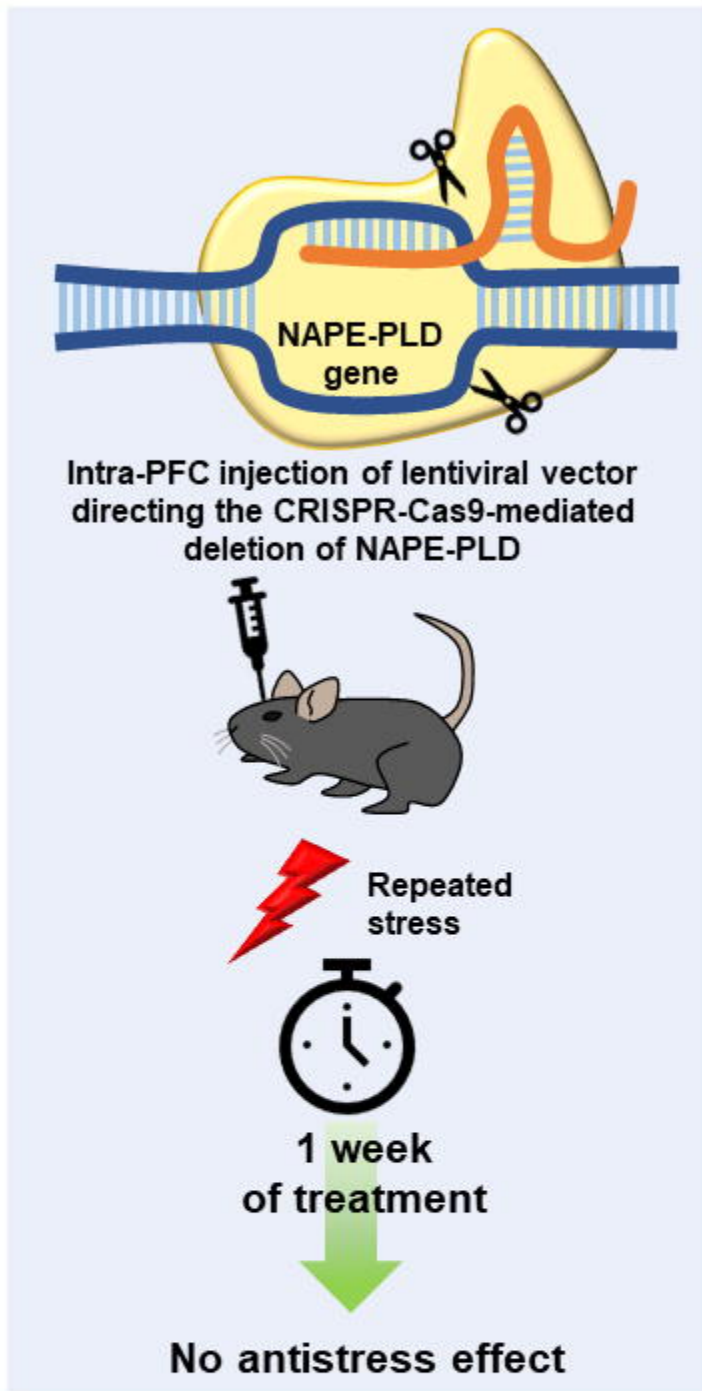 NAPE-PLD
gene
Intra-PFC injection of lentiviral vector
directing the CRISPR-Cas9-mediated
deletion of NAPE-PLD
Repeated
stress
1 week
of treatment
No antistress effect